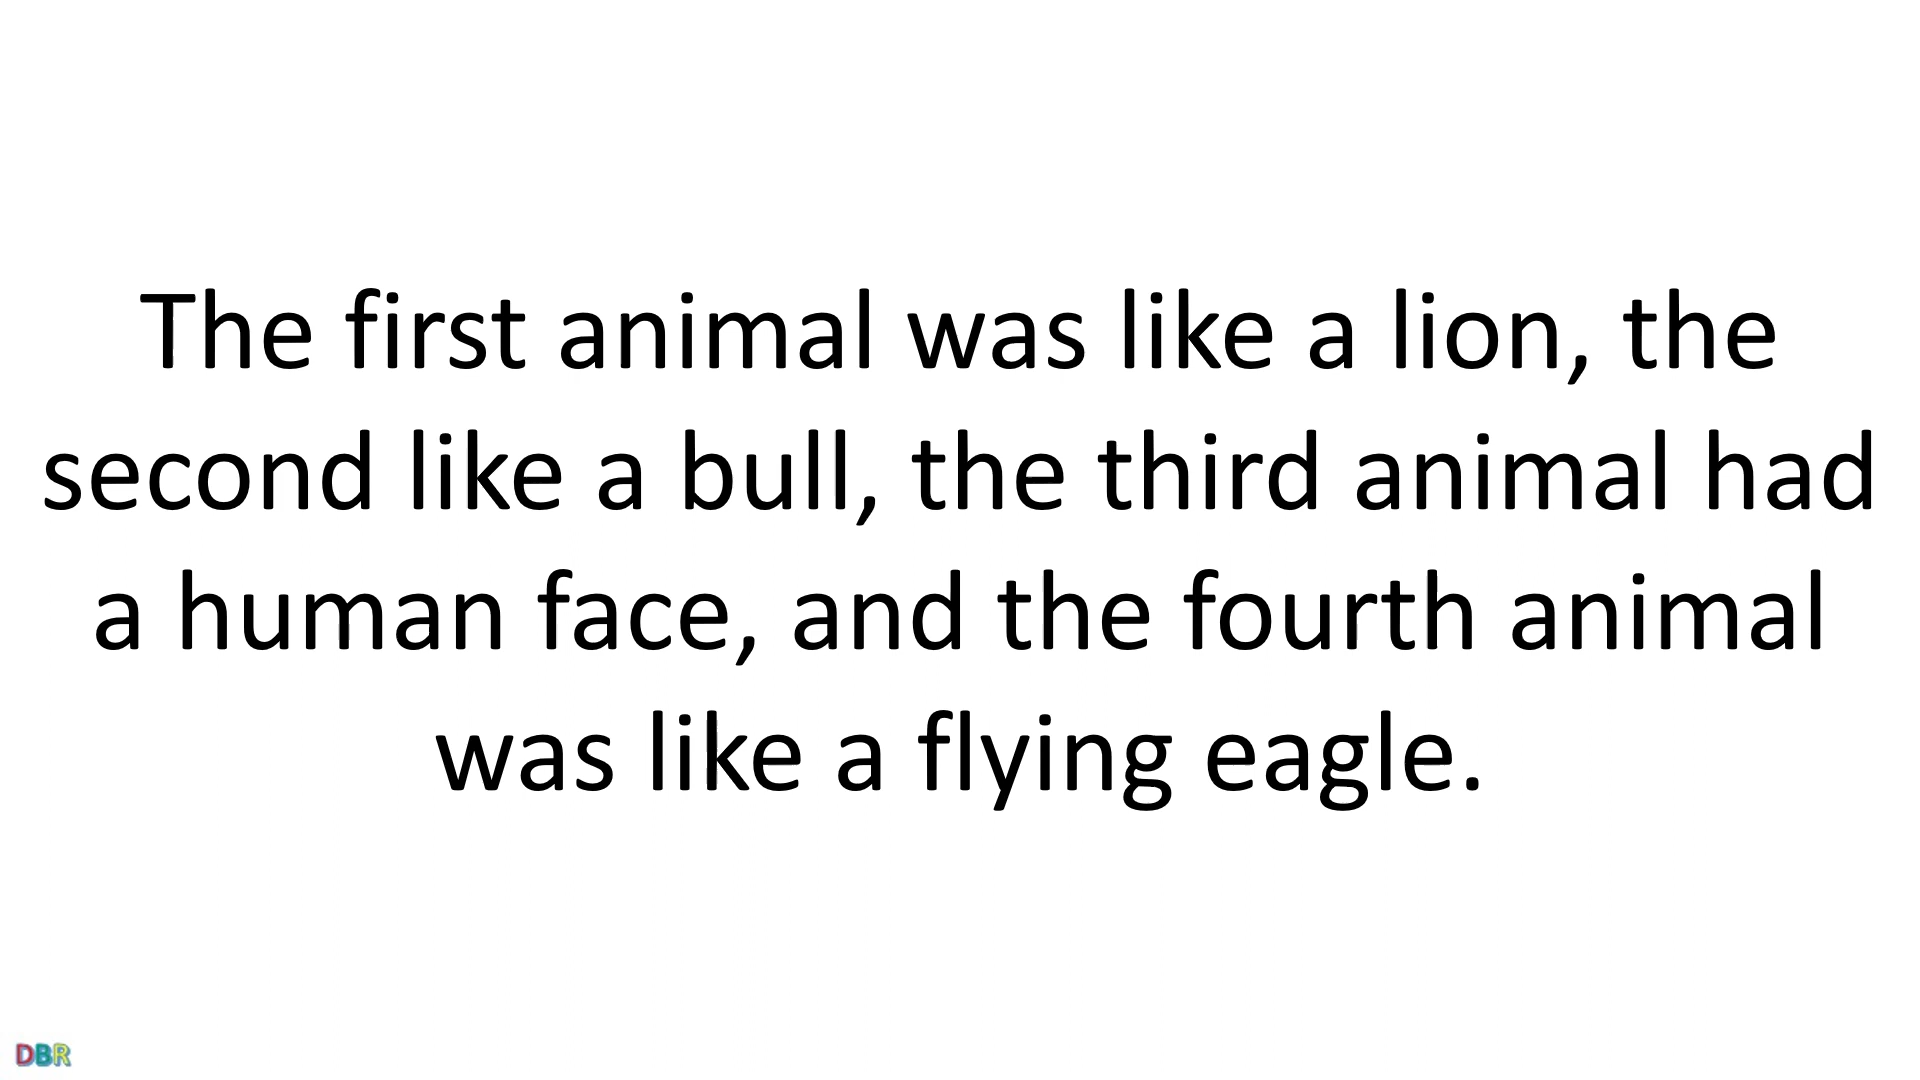 The first animal was like a lion, the
second like a bull, the third animal had
a human face, and the fourth animal
was like a flying eagle.
DBR